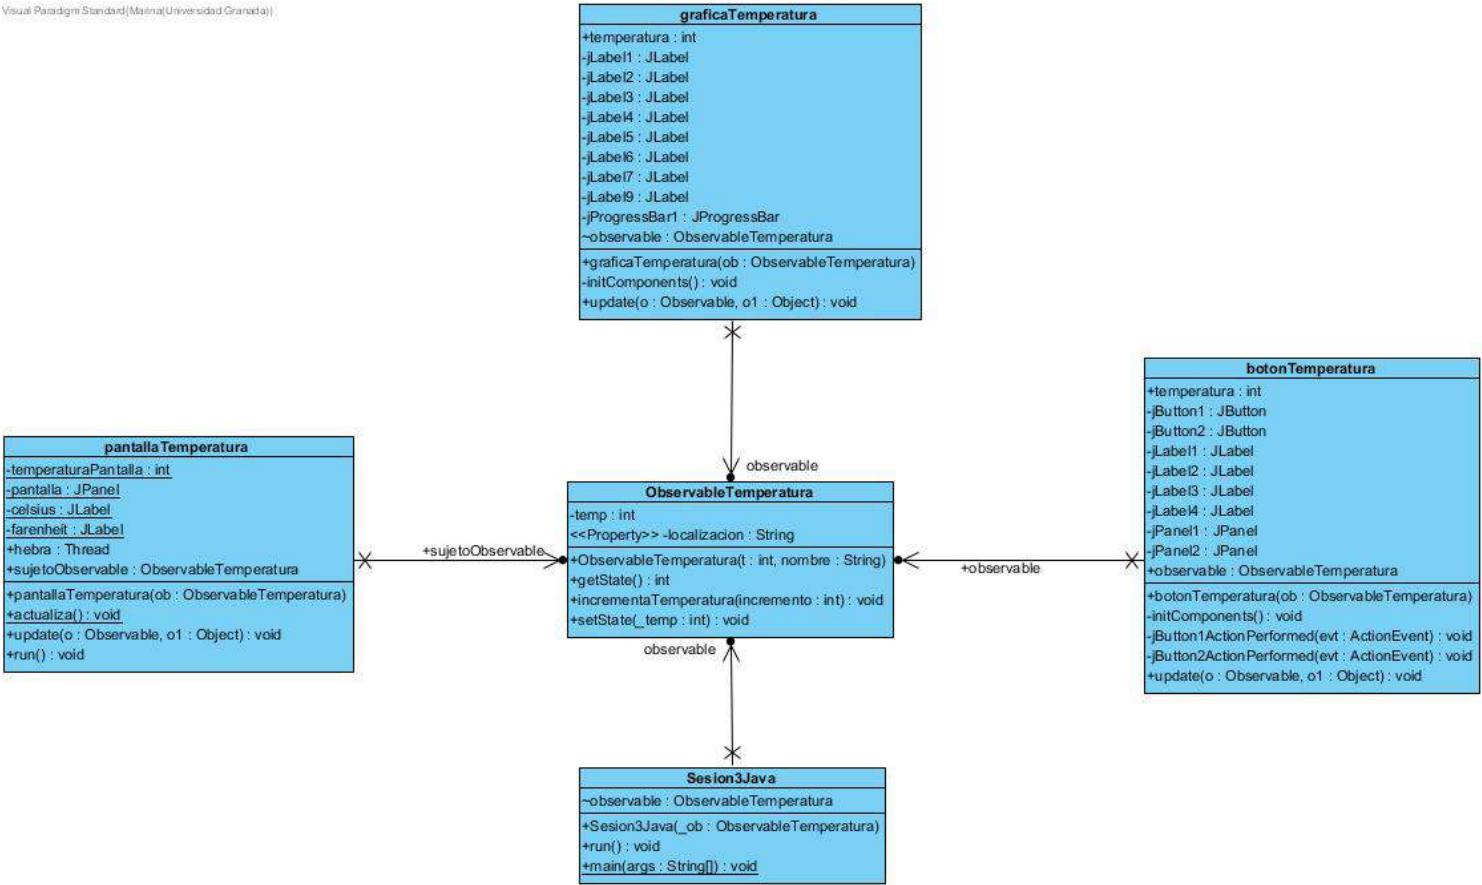 Visual Paradigm Standard(Marina(Universidad Granada))
graficaTemperatura
+temperatura : int
-jLabel1 : JLabel
-jLabel2 : JLabel
-jLabel3 : JLabel
-jLabel4 : JLabel
-jLabel5 : JLabel
-jLabel6 : JLabel
-jLabel7 : JLabel
-jLabel9 : JLabel
-jProgressBar1 : JProgressBar
~observable : ObservableTemperatura
+graficaTemperatura(ob : ObservableTemperatura)
-initComponents() : void
+update(o : Observable, o1 : Object) : void
botonTemperatura
+temperatura : int
-jButton1 : JButton
-jButton2 : JButton
-jLabel1 : JLabel
-jLabel2 : JLabel
-jLabel3 : JLabel
-jLabel4 : JLabel
-jPanel1 : JPanel
-jPanel2 : JPanel
+observable : ObservableTemperatura
+botonTemperatura(ob : ObservableTemperatura)
-initComponents() : void
-jButton1ActionPerformed(evt : ActionEvent) : void
-jButton2ActionPerformed(evt : ActionEvent) : void
+update(o : Observable, o1 : Object) : void
pantallaTemperatura
-temperaturaPantalla : int
-pantalla : JPanel
-celsius : JLabel
-farenheit : JLabel
+hebra : Thread
+sujetoObservable : ObservableTemperatura
+pantallaTemperatura(ob : ObservableTemperatura)
+actualiza() : void
+update(o : Observable, o1 : Object) : void
+run() : void
observable
+sujetoObservable
+observable
observable
ObservableTemperatura
-temp : int
<<Property>> -localizacion : String
+ObservableTemperatura(t : int, nombre : String)
+getState() : int
+incrementaTemperatura(incremento : int) : void
+setState(_temp : int) : void
Sesion3Java
~observable : ObservableTemperatura
+Sesion3Java(_ob : ObservableTemperatura)
+run() : void
+main(args : String[]) : void